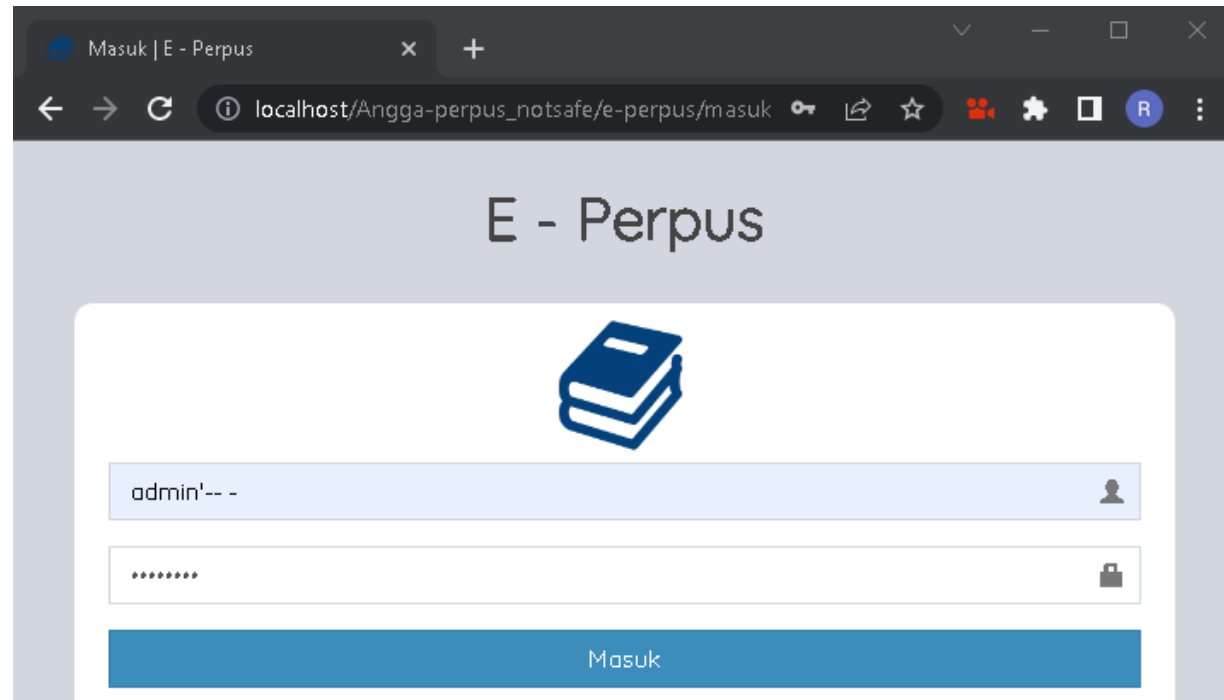 Masuk | E - Perpus
localhost/Angga-perpus_notsafe/e-perpus/masuk
R
E - Perpus
admin'-- -
Masuk